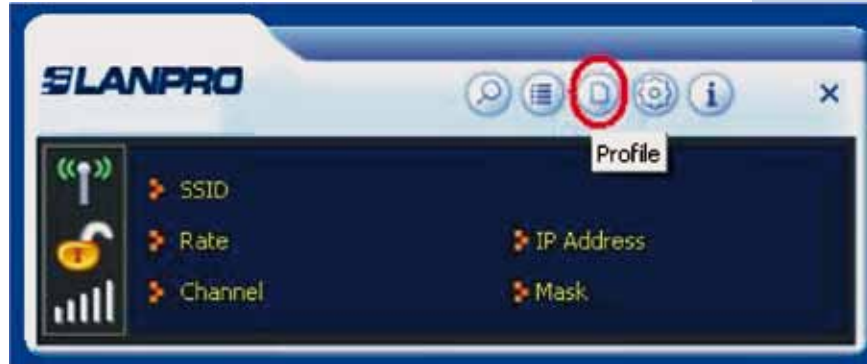 LANPRO
Profile
SSID
Rate
IP Address
Channel
Mask